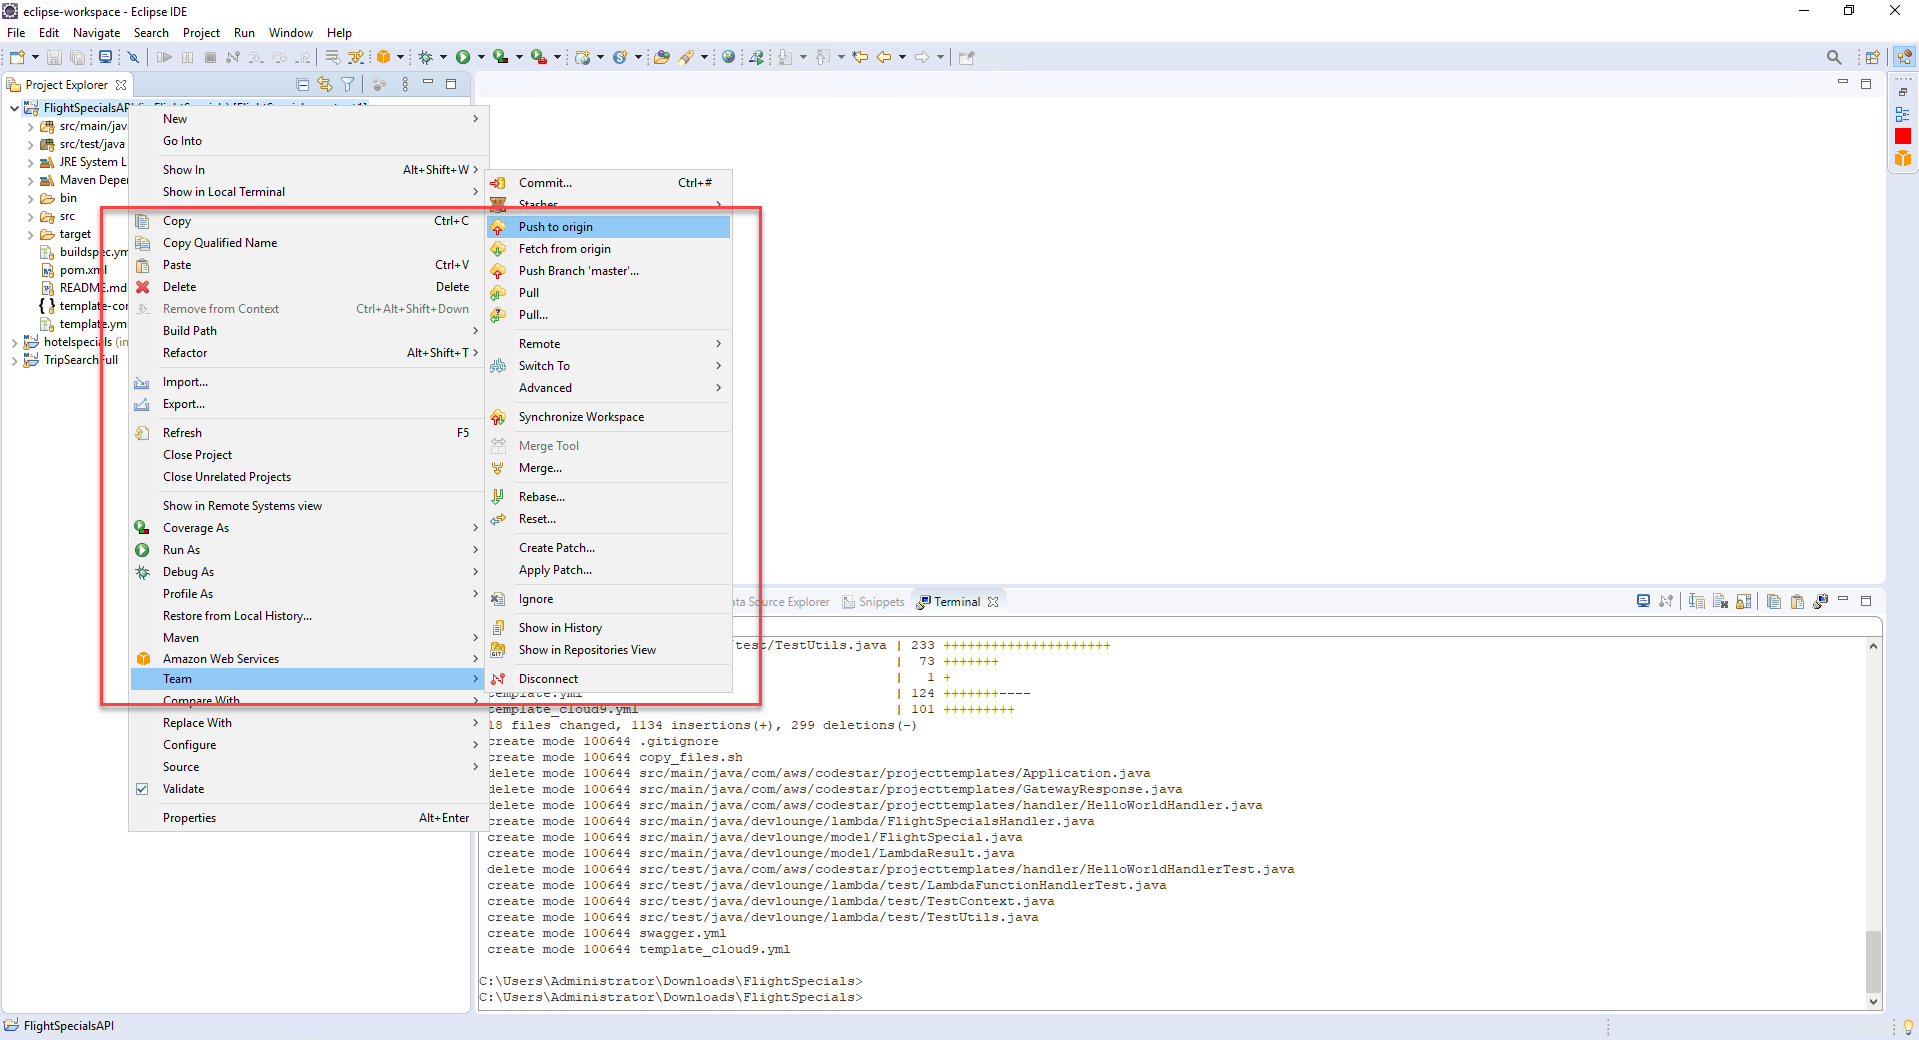 eclipse-workspace - Eclipse IDE
File Edit Navigate Search Project Run Window Help
Project Explorer
FlightSpecialsAPI
src/main/java
src/test/java
JRE System L
Maven Deper
bin
src
target
buildspec.ym
pom.xml
README.md
template-cor
template.yml
hotelspecials (in
TripSearchFull
New
Go Into
Show In Alt+Shift+W
Show in Local Terminal
Copy Ctrl+C
Copy Qualified Name
Paste Ctrl+V
Delete Delete
Remove from Context Ctrl+Alt+Shift+Down
Build Path
Refactor Alt+Shift+T
Import...
Export...
Refresh F5
Close Project
Close Unrelated Projects
Show in Remote Systems view
Coverage As
Run As
Debug As
Profile As
Restore from Local History...
Maven
Amazon Web Services
Team
Compare With
Replace With
Configure
Source
Validate
Properties Alt+Enter
Commit... Ctrl+#
Stashes
Push to origin
Fetch from origin
Push Branch 'master'...
Pull
Pull...
Remote
Switch To
Advanced
Synchronize Workspace
Merge Tool
Merge...
Rebase...
Reset...
Create Patch...
Apply Patch...
Ignore
Show in History
GIT Show in Repositories View
Disconnect
ata Source Explorer Snippets Terminal
test/TestUtils.java | 233 +++++++++++++++++++++
| 73 +++++++
| 1 +
template.yml | 124 +++++++----
template_cloud9.yml | 101 +++++++++
18 files changed, 1134 insertions(+), 299 deletions(-)
create mode 100644 .gitignore
create mode 100644 copy_files.sh
delete mode 100644 src/main/java/com/aws/codestar/projecttemplates/Application.java
delete mode 100644 src/main/java/com/aws/codestar/projecttemplates/GatewayResponse.java
delete mode 100644 src/main/java/com/aws/codestar/projecttemplates/handler/HelloWorldHandler.java
create mode 100644 src/main/java/devlounge/lambda/FlightSpecialsHandler.java
create mode 100644 src/main/java/devlounge/model/FlightSpecial.java
create mode 100644 src/main/java/devlounge/model/LambdaResult.java
delete mode 100644 src/test/java/com/aws/codestar/projecttemplates/handler/HelloWorldHandlerTest.java
create mode 100644 src/test/java/devlounge/lambda/test/LambdaFunctionHandlerTest.java
create mode 100644 src/test/java/devlounge/lambda/test/TestContext.java
create mode 100644 src/test/java/devlounge/lambda/test/TestUtils.java
create mode 100644 swagger.yml
create mode 100644 template_cloud9.yml
C:\Users\Administrator\Downloads\FlightSpecials>
C:\Users\Administrator\Downloads\FlightSpecials>
FlightSpecialsAPI